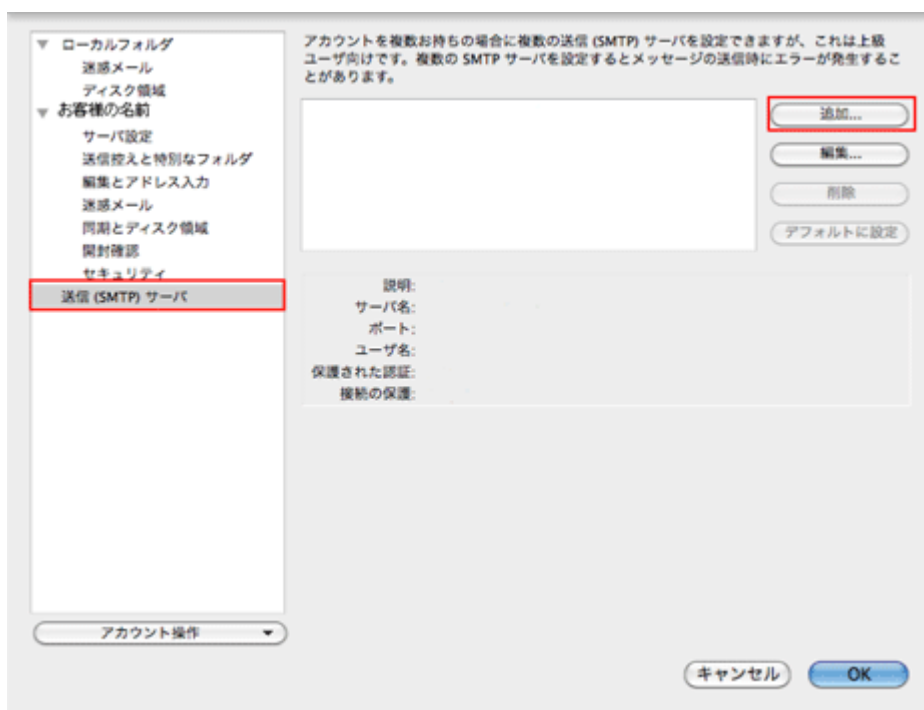 ローカルフォルダ
迷惑メール
ディスク領域
お客様の名前
サーバ設定
送信控えと特別なフォルダ
編集とアドレス入力
迷惑メール
同期とディスク領域
開封確認
セキュリティ
送信 (SMTP) サーバ
アカウント操作
アカウントを複数お持ちの場合に複数の送信 (SMTP) サーバを設定できますが、これは上級
ユーザ向けです。複数の SMTP サーバを設定するとメッセージの送信時にエラーが発生するこ
とがあります。
追加...
編集...
削除
デフォルトに設定
説明:
サーバ名:
ポート:
ユーザ名:
保護された認証:
接続の保護:
キャンセル
OK